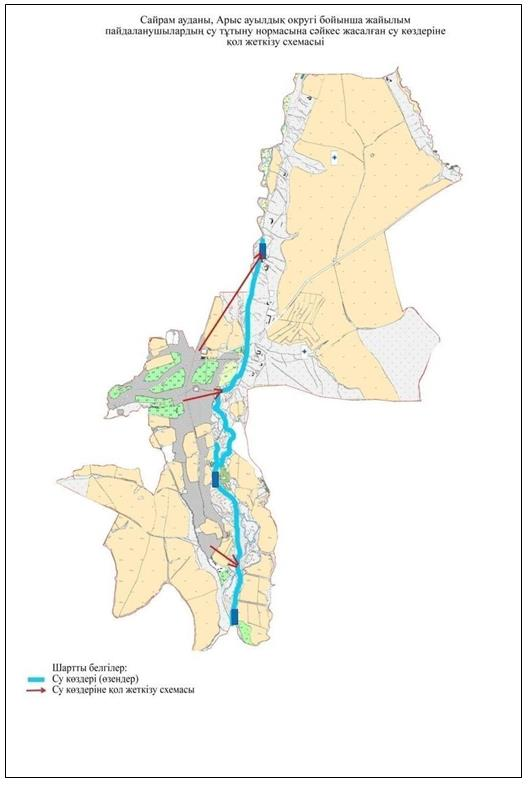 Сайрам ауданы, Арыс ауылдық округі бойынша жайылым
пайдаланушылардың су тұтыну нормасына сәйкес жасалған су көздеріне
қол жеткізу схемасыі
Шартты белгілер:
Су көздері (өзендер)
Су көздеріне қол жеткізу схемасы